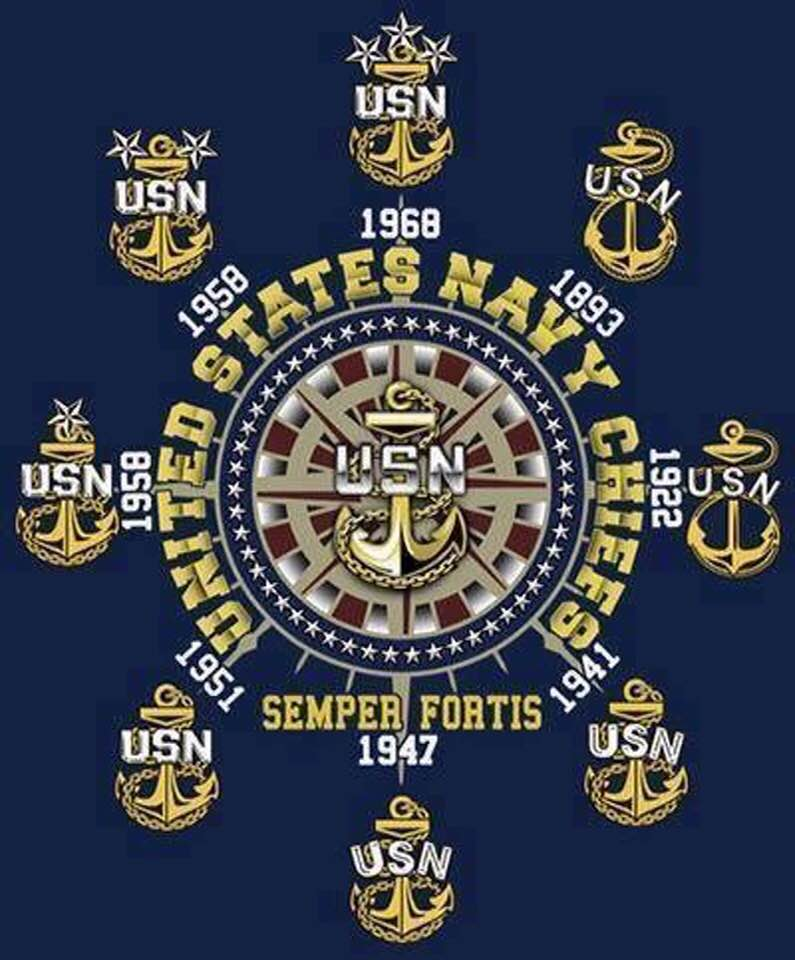 USN
USN
USN
1968
1958
1893
UNITED STATES NAVY CHIEFS
USN
1958
USN
1922
USN
1951
1941
SEMPER FORTIS
1947
USN
USN
USN